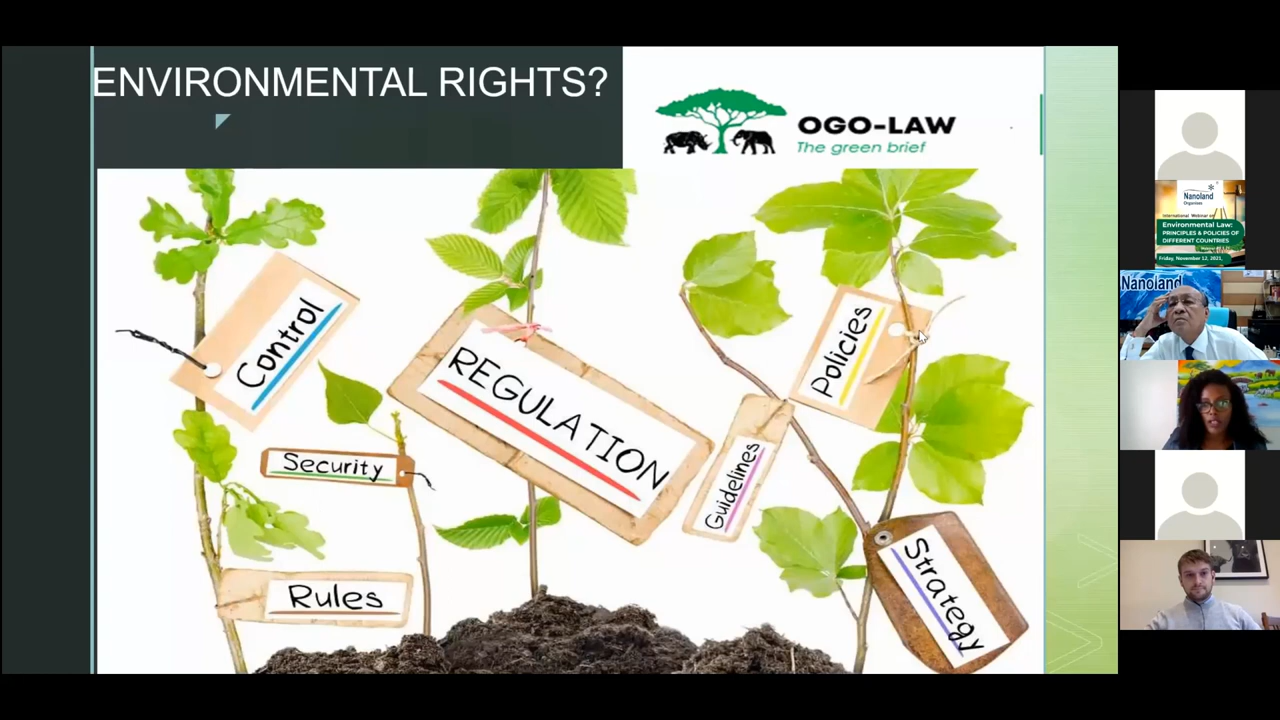 ENVIRONMENTAL RIGHTS?
OGO-LAW
The green brief
Control
REGULATION
Policies
Security
Guidelines
Rules
Strategy
Nanoland
Organises
International Webinar on
Environmental Law:
PRINCIPLES & POLICIES OF
DIFFERENT COUNTRIES
Friday, November 12, 2021,
Nanoland